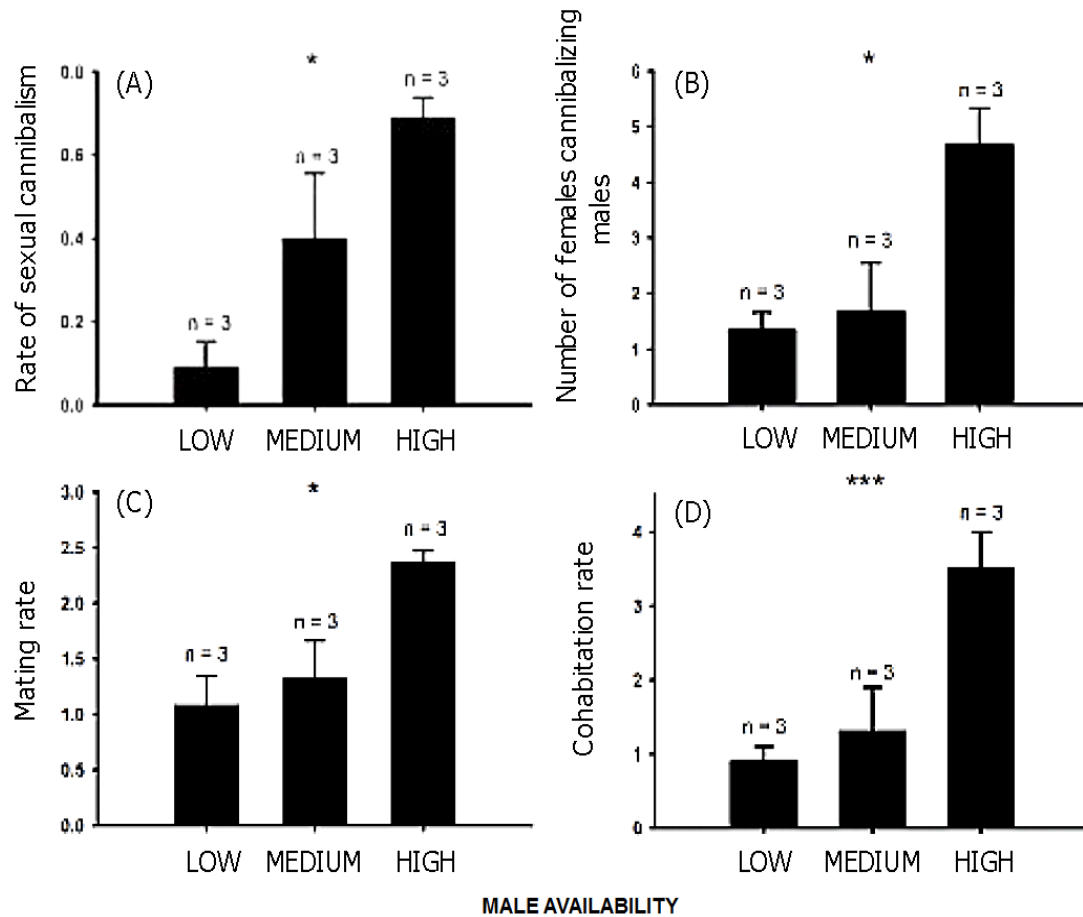 Rate of sexual cannibalism
(A)
*
0.8
0.6
0.4
0.2
0.0
n = 3
n = 3
n = 3
LOW MEDIUM HIGH
Number of females cannibalizing
males
(B)
*
6
5
4
3
2
1
0
n = 3
n = 3
n = 3
LOW MEDIUM HIGH
Mating rate
(C)
*
3.0
2.5
2.0
1.5
1.0
0.5
0.0
n = 3
n = 3
n = 3
LOW MEDIUM HIGH
Cohabitation rate
(D)
***
4
3
2
1
0
n = 3
n = 3
n = 3
LOW MEDIUM HIGH
MALE AVAILABILITY